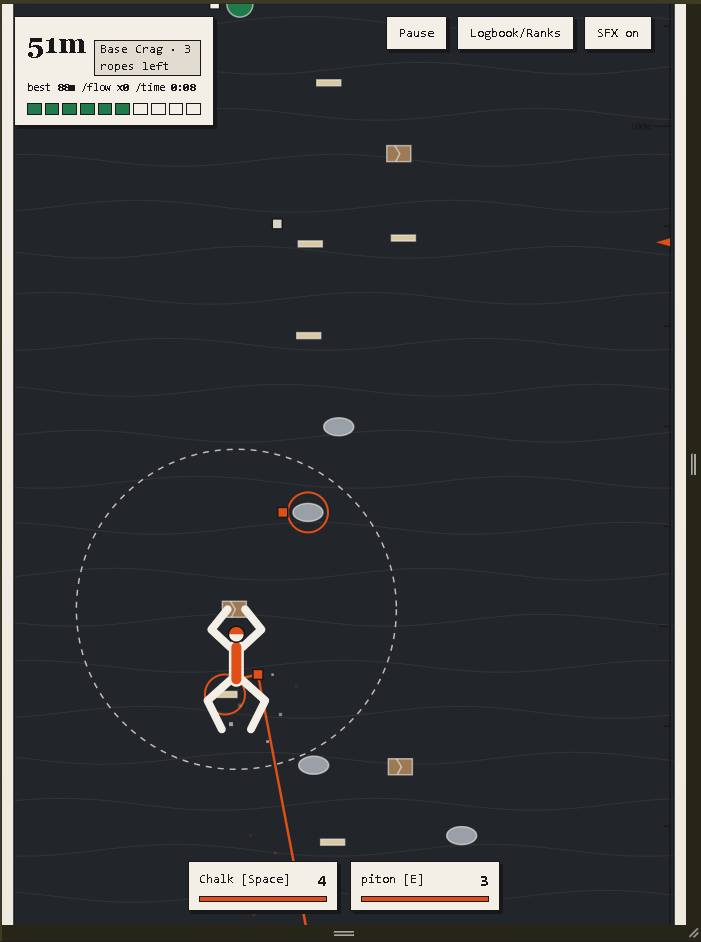 51m
Base Crag · 3
ropes left
best 88m /flow x0 /time 0:08
Pause
Logbook/Ranks
SFX on
100m
Chalk [Space] 4
piton [E] 3